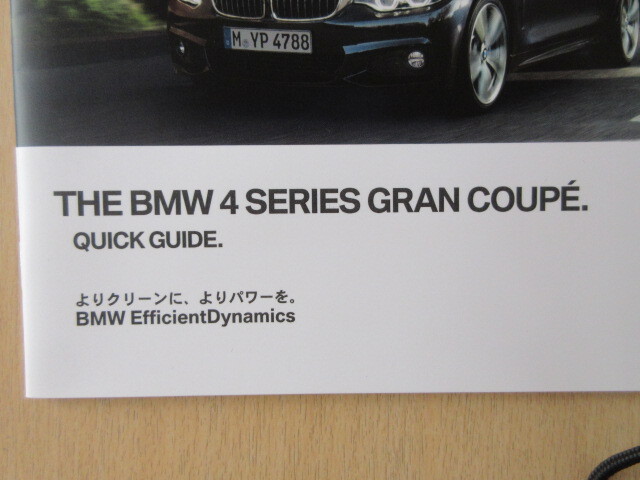 M YP 4788
THE BMW 4 SERIES GRAN COUPÉ.
QUICK GUIDE.
よりクリーンに、よりパワーを。
BMW EfficientDynamics